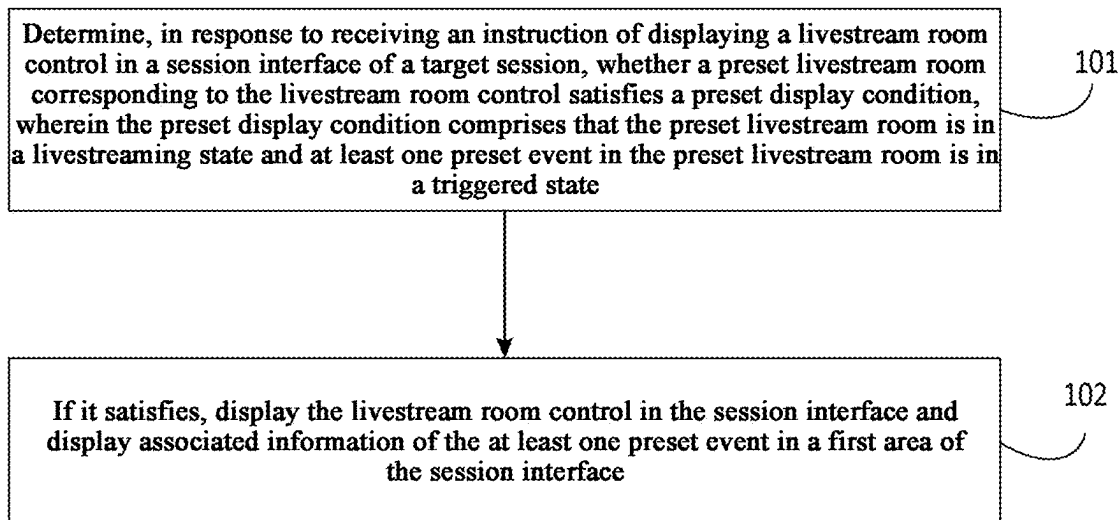 Determine, in response to receiving an instruction of displaying a livestream room
control in a session interface of a target session, whether a preset livestream room
corresponding to the livestream room control satisfies a preset display condition,
wherein the preset display condition comprises that the preset livestream room is in
a livestreaming state and at least one preset event in the preset livestream room is in
a triggered state
101
If it satisfies, display the livestream room control in the session interface and
display associated information of the at least one preset event in a first area of
the session interface
102